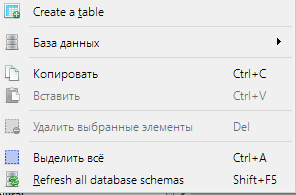 Create a table
База данных
Копировать Ctrl+C
Вставить Ctrl+V
Удалить выбранные элементы Del
Выделить всё Ctrl+A
Refresh all database schemas Shift+F5